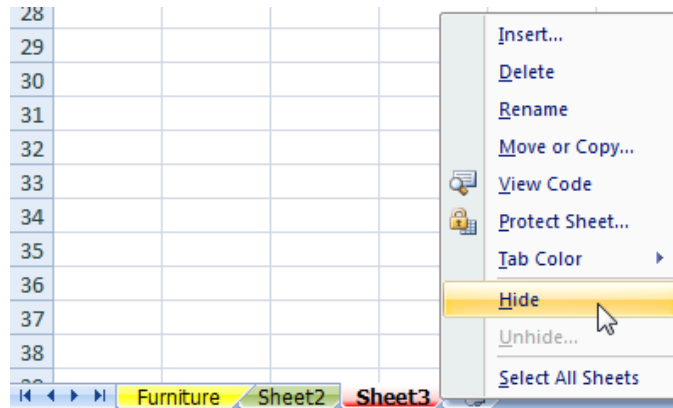 28
29
30
31
32
33
34
35
36
37
38
Insert...
Delete
Rename
Move or Copy...
View Code
Protect Sheet...
Tab Color
Hide
Unhide...
Select All Sheets
Furniture Sheet2 Sheet3